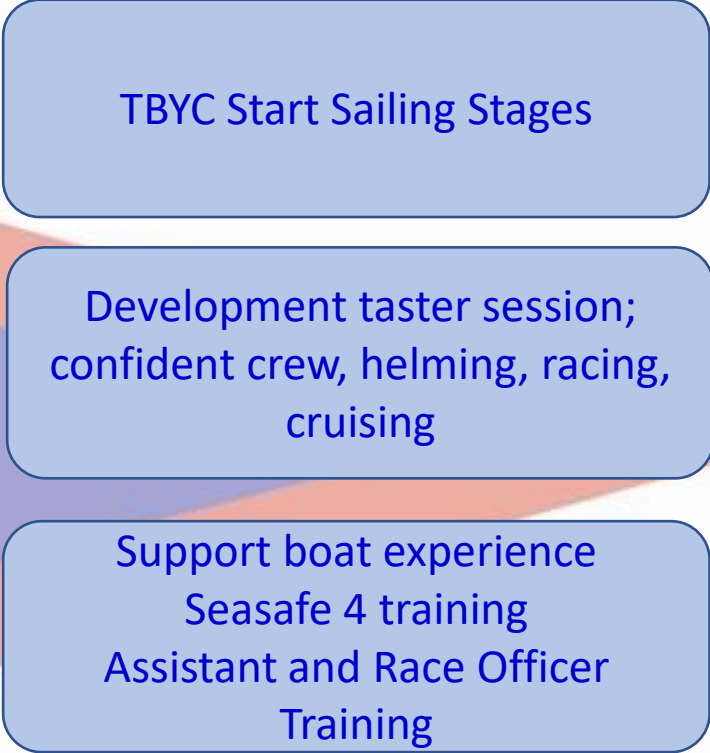 TBYC Start Sailing Stages
Development taster session;
confident crew, helming, racing,
cruising
Support boat experience
Seasafe 4 training
Assistant and Race Officer
Training